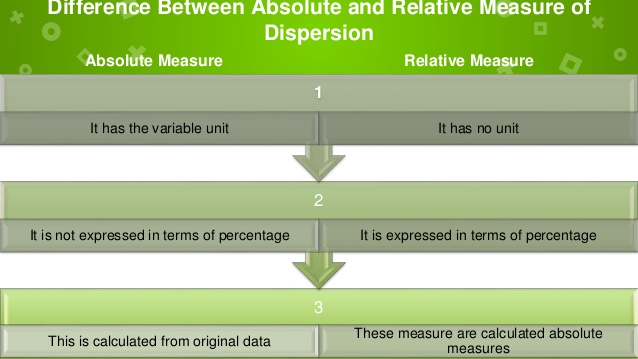 Difference Between Absolute and Relative Measure of
Dispersion
Absolute Measure
Relative Measure
1
It has the variable unit
It has no unit
2
It is not expressed in terms of percentage
It is expressed in terms of percentage
3
This is calculated from original data
These measure are calculated absolute
measures